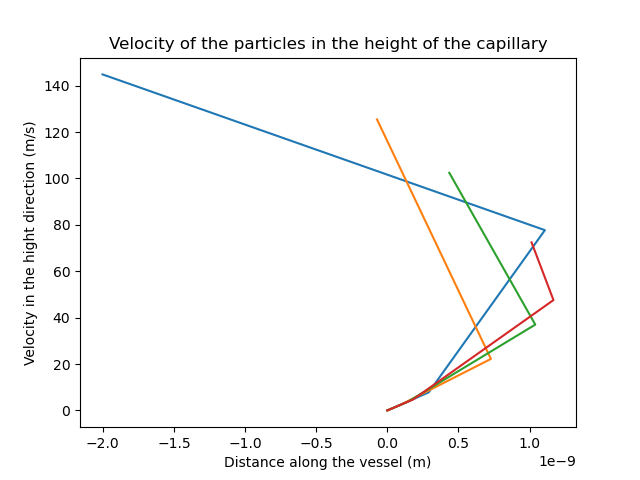 Velocity of the particles in the height of the capillary
Velocity in the hight direction (m/s)
140
120
100
80
60
40
20
0
−2.0 −1.5 −1.0 −0.5 0.0 0.5 1.0
1e−9
Distance along the vessel (m)